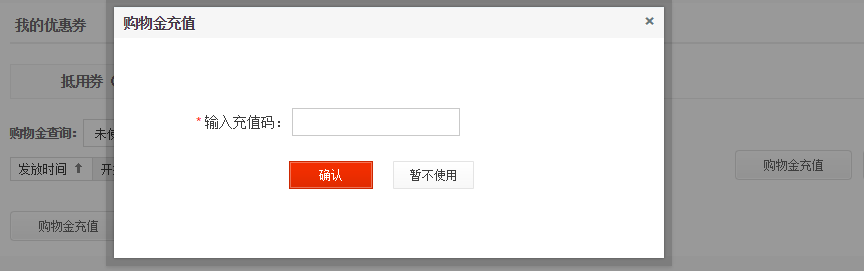 我的优惠券
购物金充值
×
抵用券
购物金查询：
未使
*输入充值码：
发放时间 ↑
开
确认
暂不使用
购物金充值
购物金充值